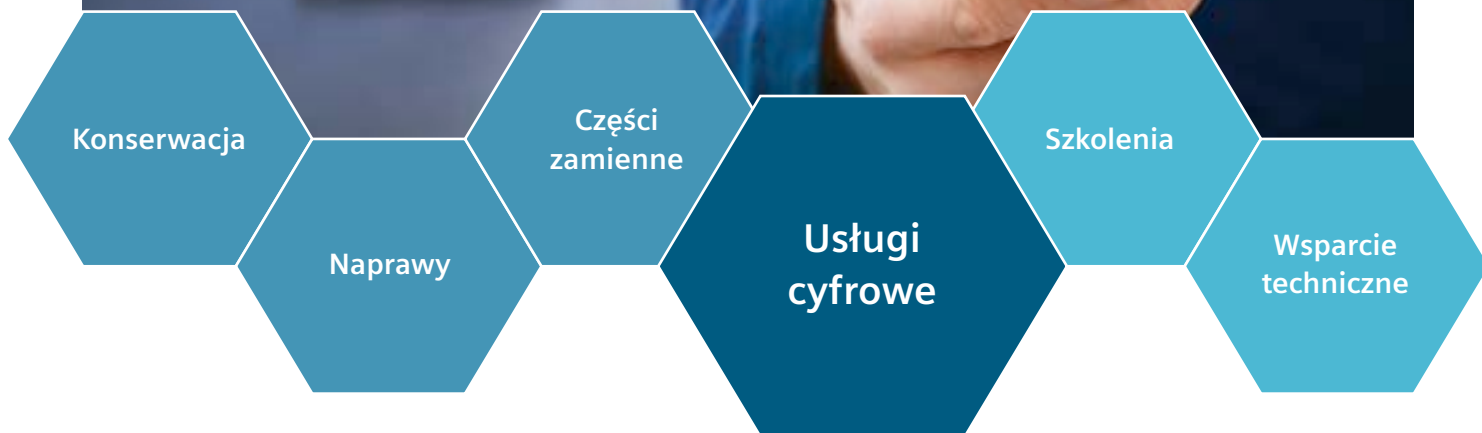 Konserwacja
Naprawy
Części
zamienne
Usługi
cyfrowe
Szkolenia
Wsparcie
techniczne